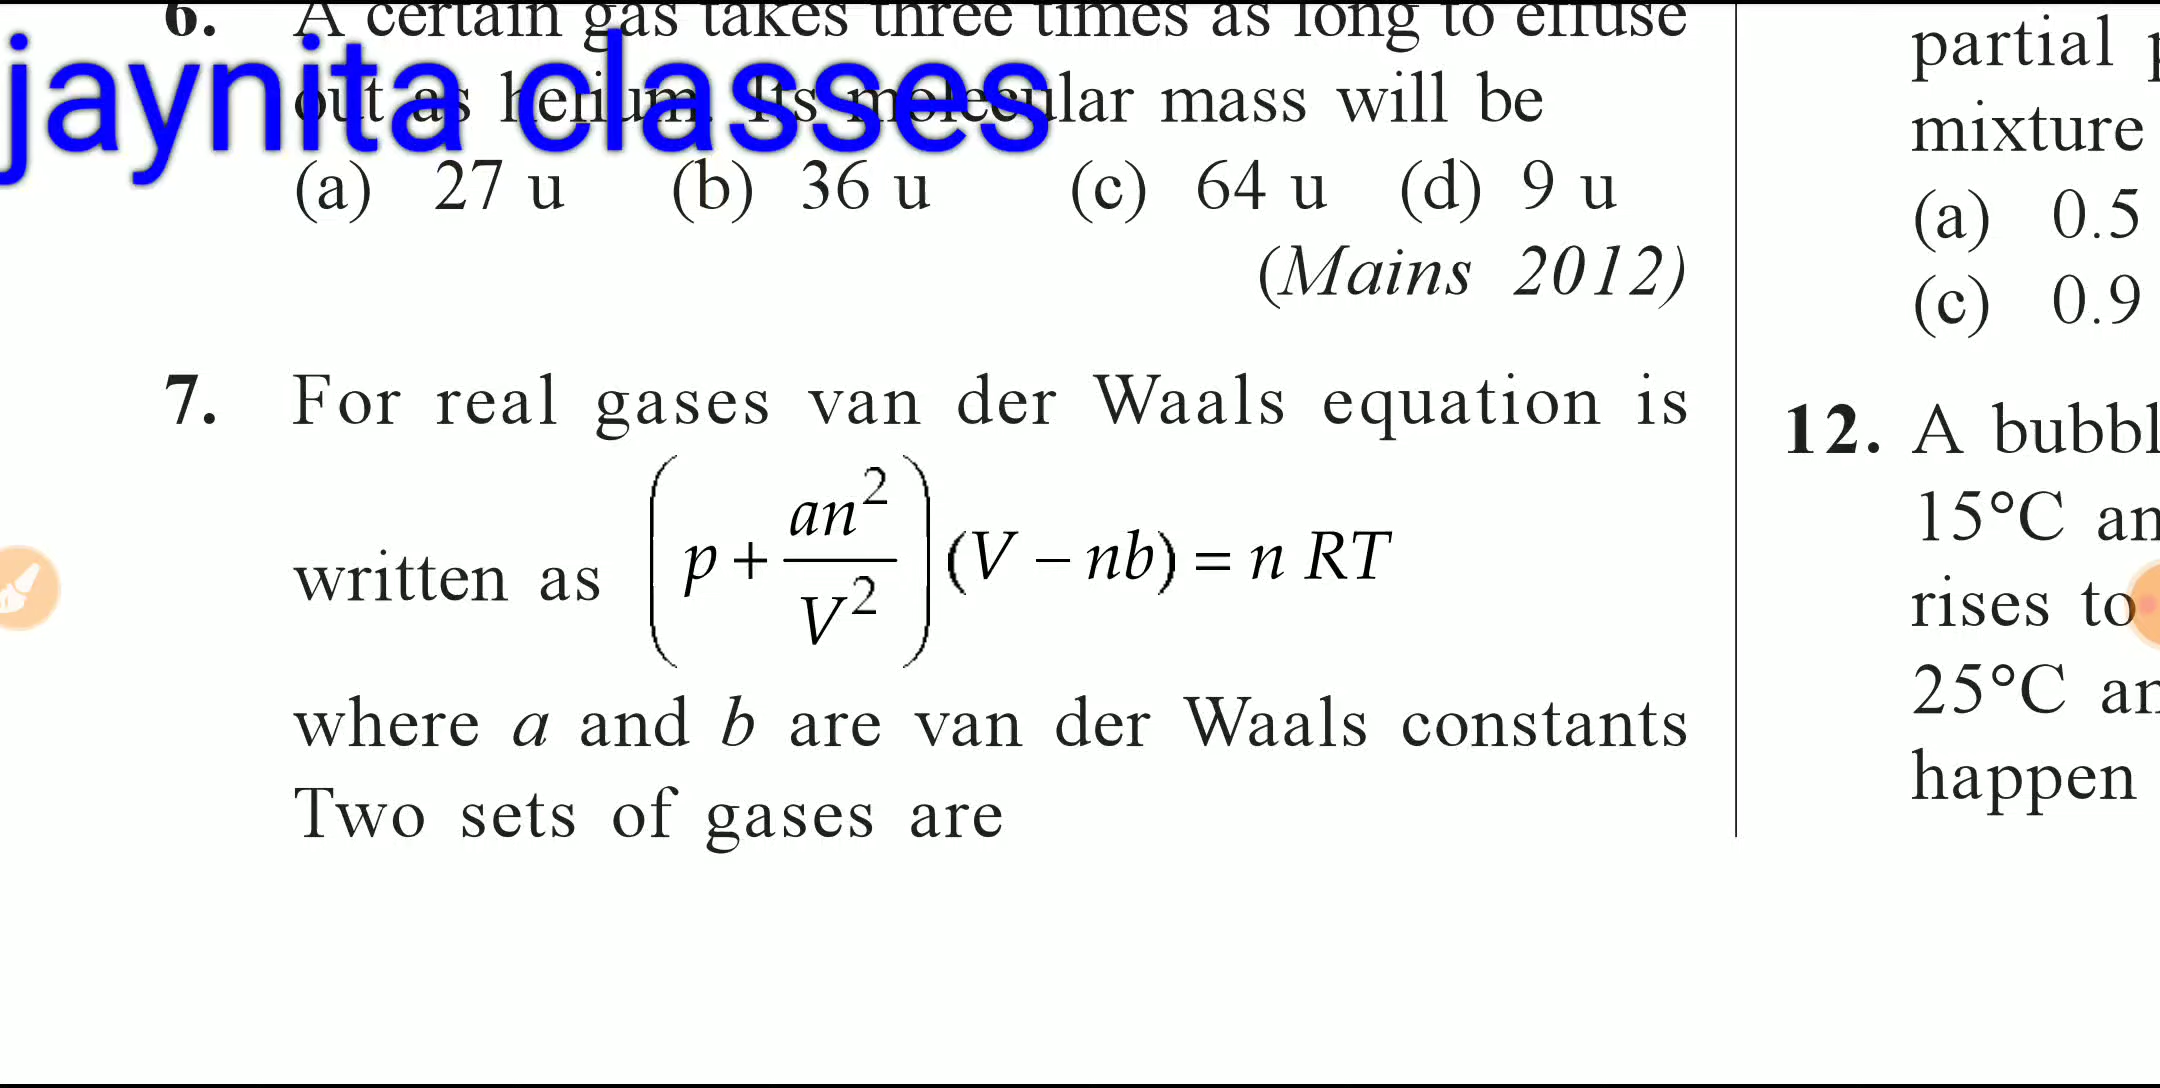 6. A certain gas takes three times as long to effuse
jaynita classes
out as helium. Its molecular mass will be
(a) 27 u (b) 36 u (c) 64 u (d) 9 u
(Mains 2012)
7. For real gases van der Waals equation is
written as (p + an²/V²) (V – nb) = n RT
where a and b are van der Waals constants
Two sets of gases are
partial
mixture
(a) 0.5
(c) 0.9
12. A bubbl
15°C an
rises to
25°C an
happen